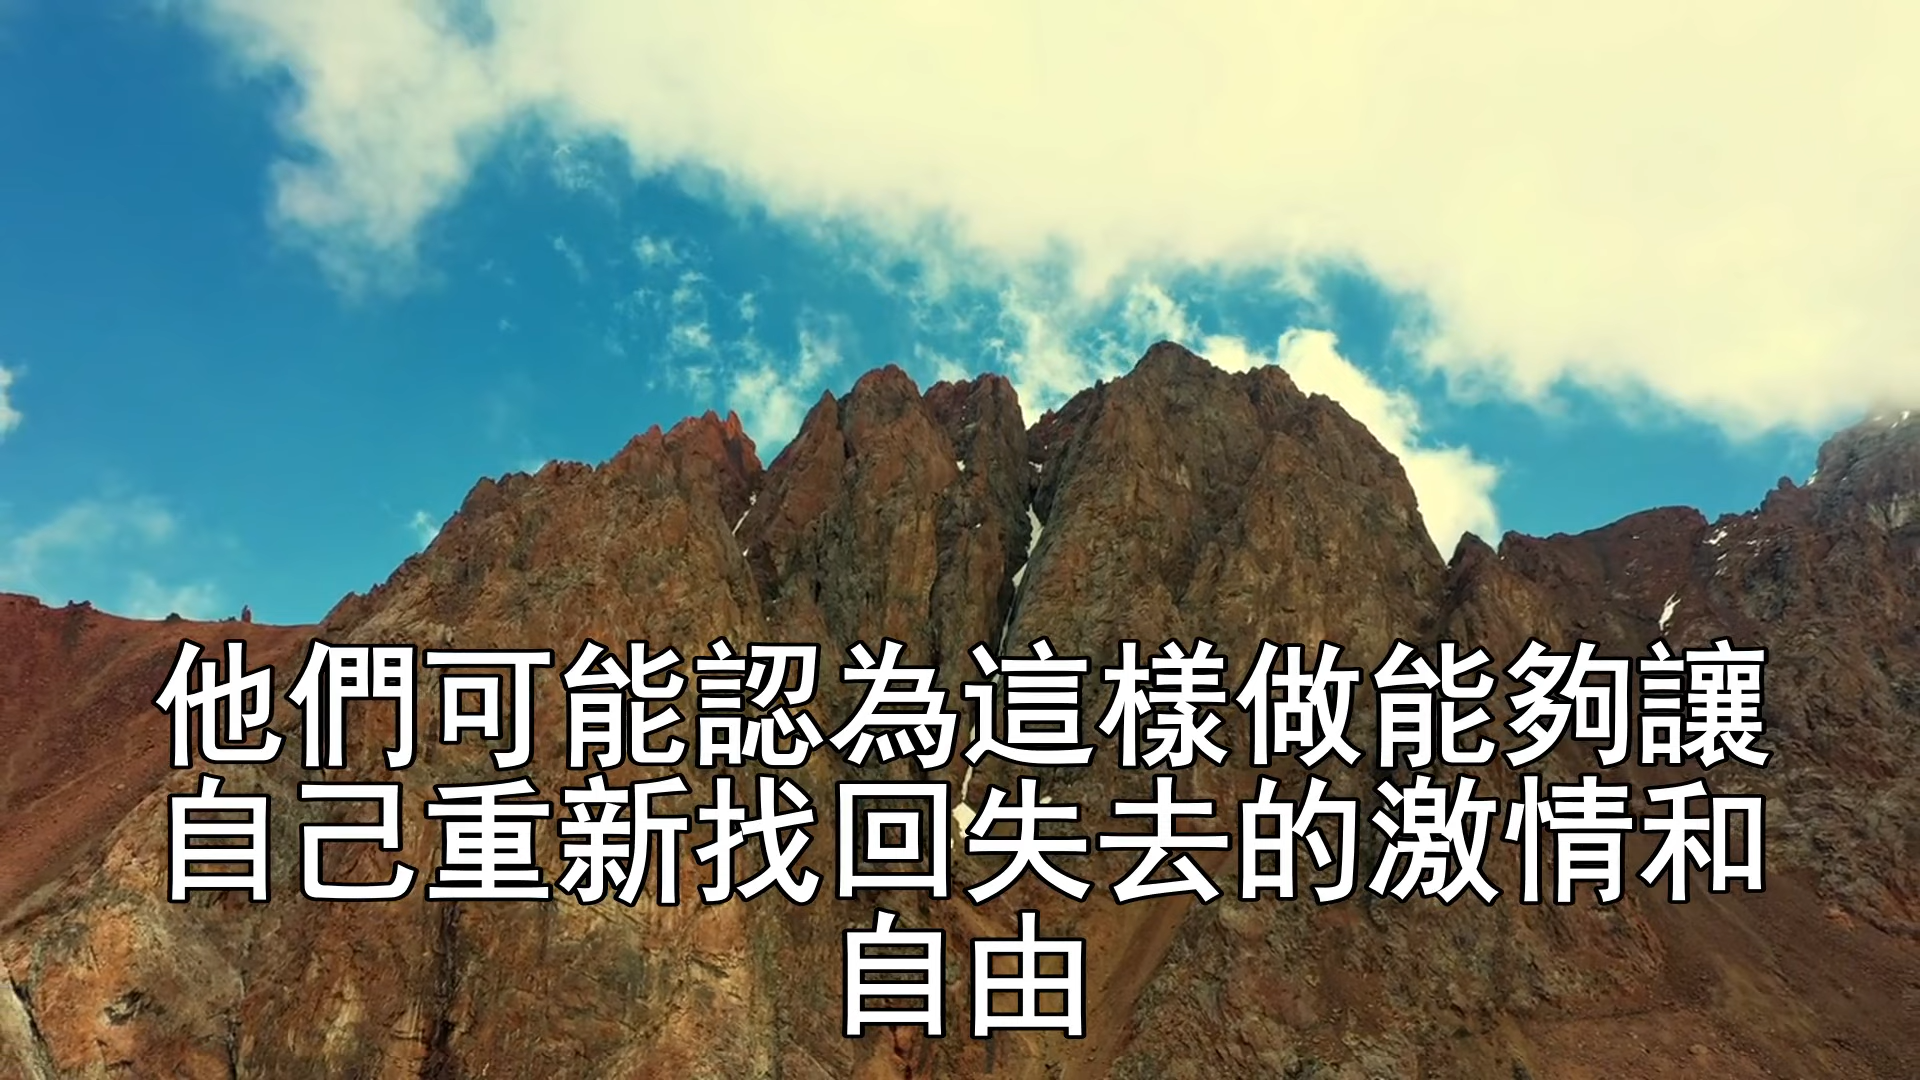 他們可能認為這樣做能夠讓
自己重新找回失去的激情和
自由